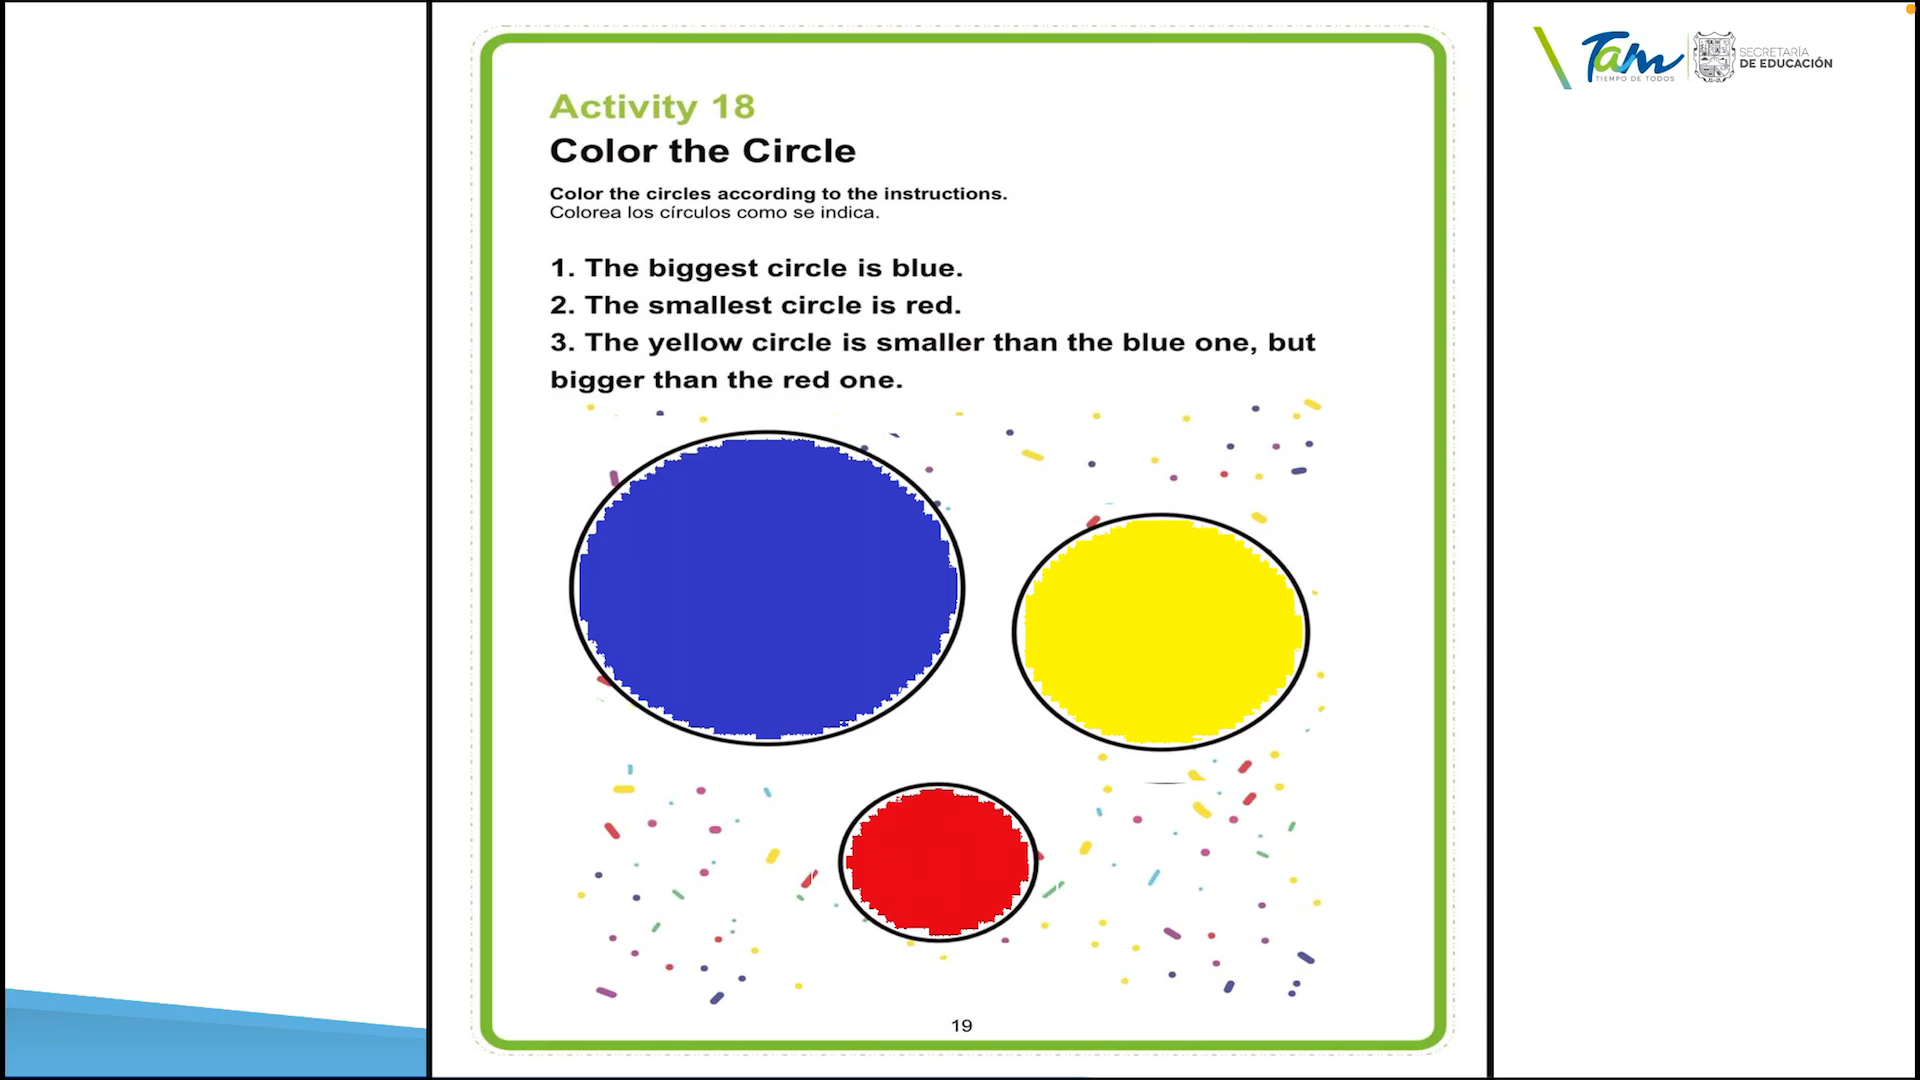 Activity 18
Color the Circle
Color the circles according to the instructions.
Colorea los círculos como se indica.
1. The biggest circle is blue.
2. The smallest circle is red.
3. The yellow circle is smaller than the blue one, but
bigger than the red one.
19
Tam
TIEMPO DE TODOS
SECRETARÍA
DE EDUCACIÓN